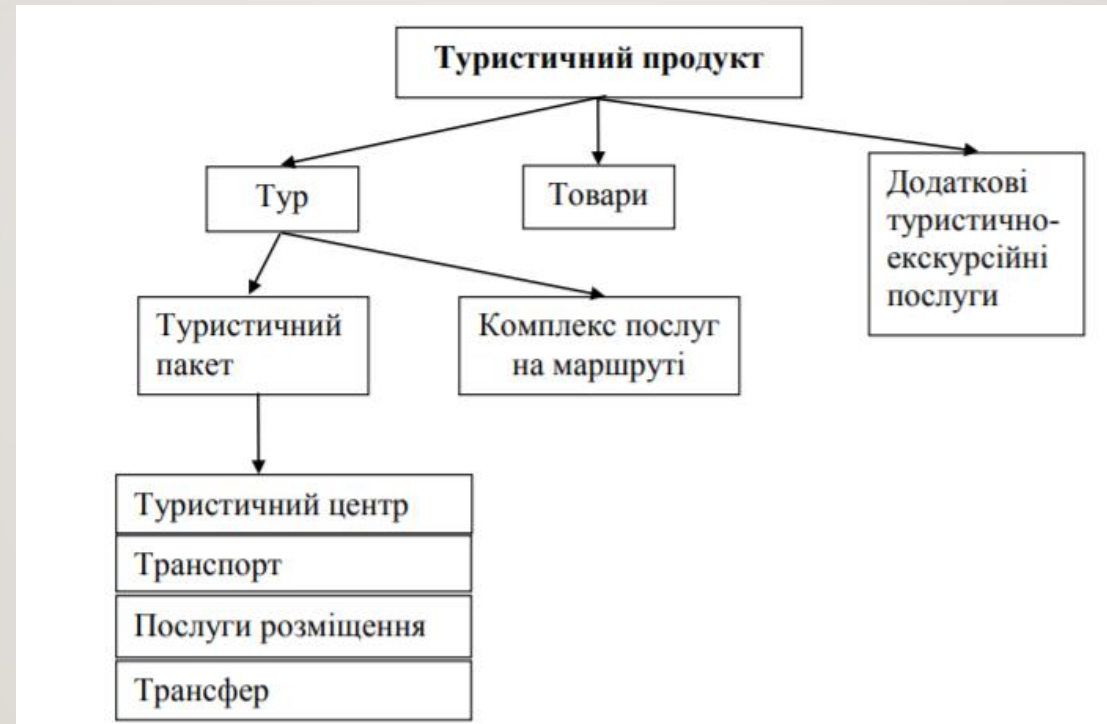 Туристичний продукт
Тур
Товари
Додаткові
туристично-
екскурсійні
послуги
Туристичний
пакет
Комплекс послуг
на маршруті
Туристичний центр
Транспорт
Послуги розміщення
Трансфер